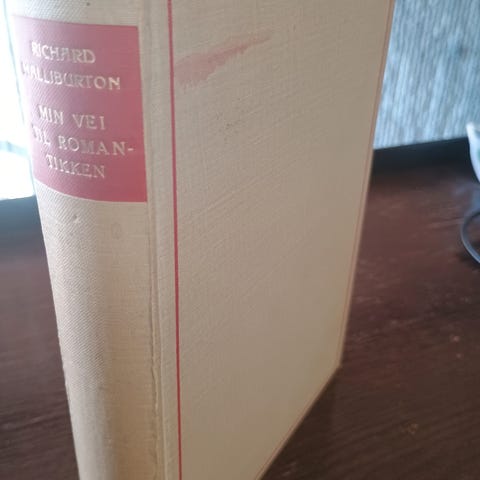 RICHARD
HALLIBURTON
MIN VEI
TIL ROMAN-
TIKKEN